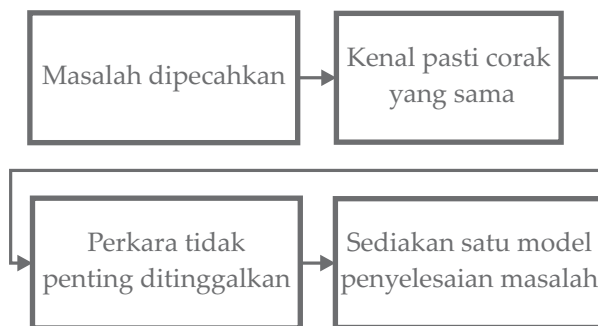 Masalah dipecahkan
Kenal pasti corak
yang sama
Perkara tidak
penting ditinggalkan
Sediakan satu model
penyelesaian masalah